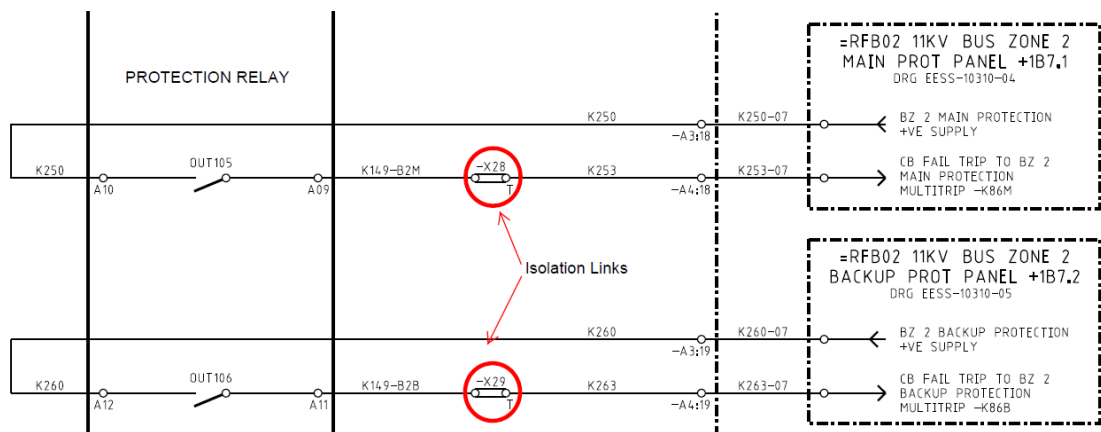 =RFB02 11KV BUS ZONE 2
MAIN PROT PANEL +1B7.1
DRG EESS-10310-04
PROTECTION RELAY
K250
-A3:18
K250-07
BZ 2 MAIN PROTECTION
+VE SUPPLY
K250
A10
OUT105
A09
K149-B2M
-X28
T
K253
-A4:18
K253-07
CB FAIL TRIP TO BZ 2
MAIN PROTECTION
MULTITRIP -K86M
Isolation Links
=RFB02 11KV BUS ZONE 2
BACKUP PROT PANEL +1B7.2
DRG EESS-10310-05
K260
-A3:19
K260-07
BZ 2 BACKUP PROTECTION
+VE SUPPLY
K260
A12
OUT106
A11
K149-B2B
-X29
T
K263
-A4:19
K263-07
CB FAIL TRIP TO BZ 2
BACKUP PROTECTION
MULTITRIP -K86B